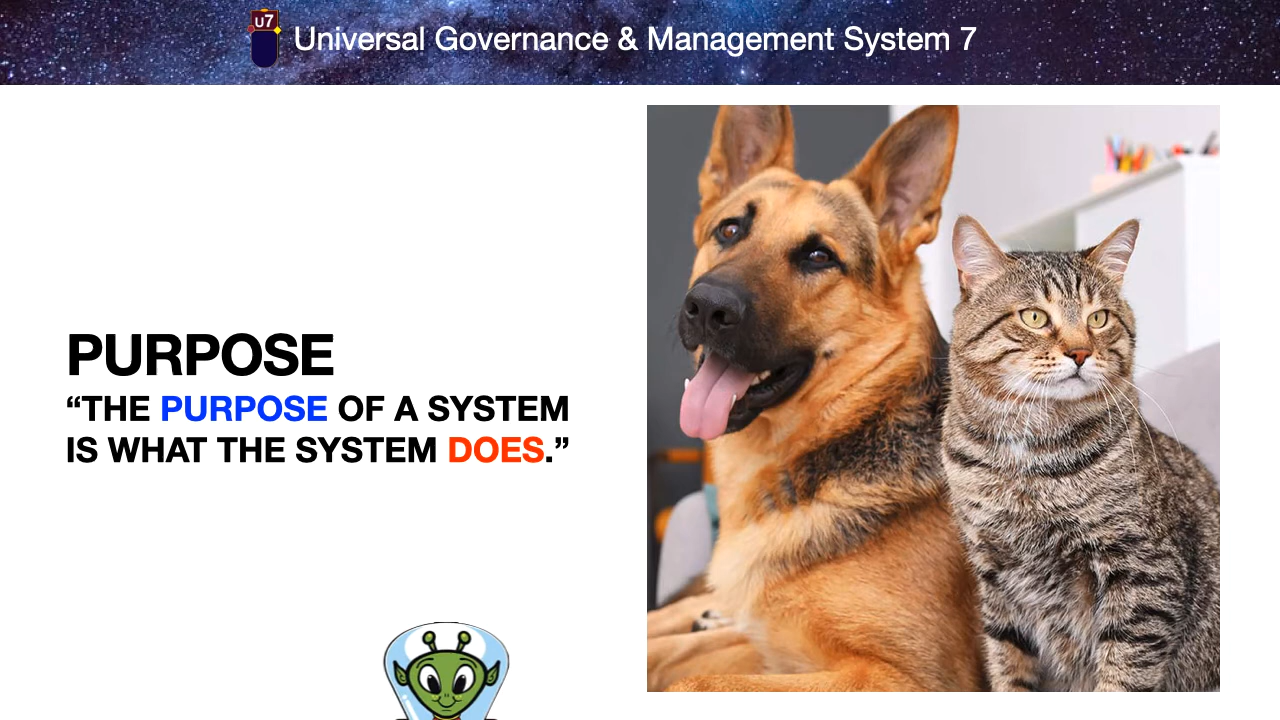 U7
Universal Governance & Management System 7
PURPOSE
“THE PURPOSE OF A SYSTEM
IS WHAT THE SYSTEM DOES.”